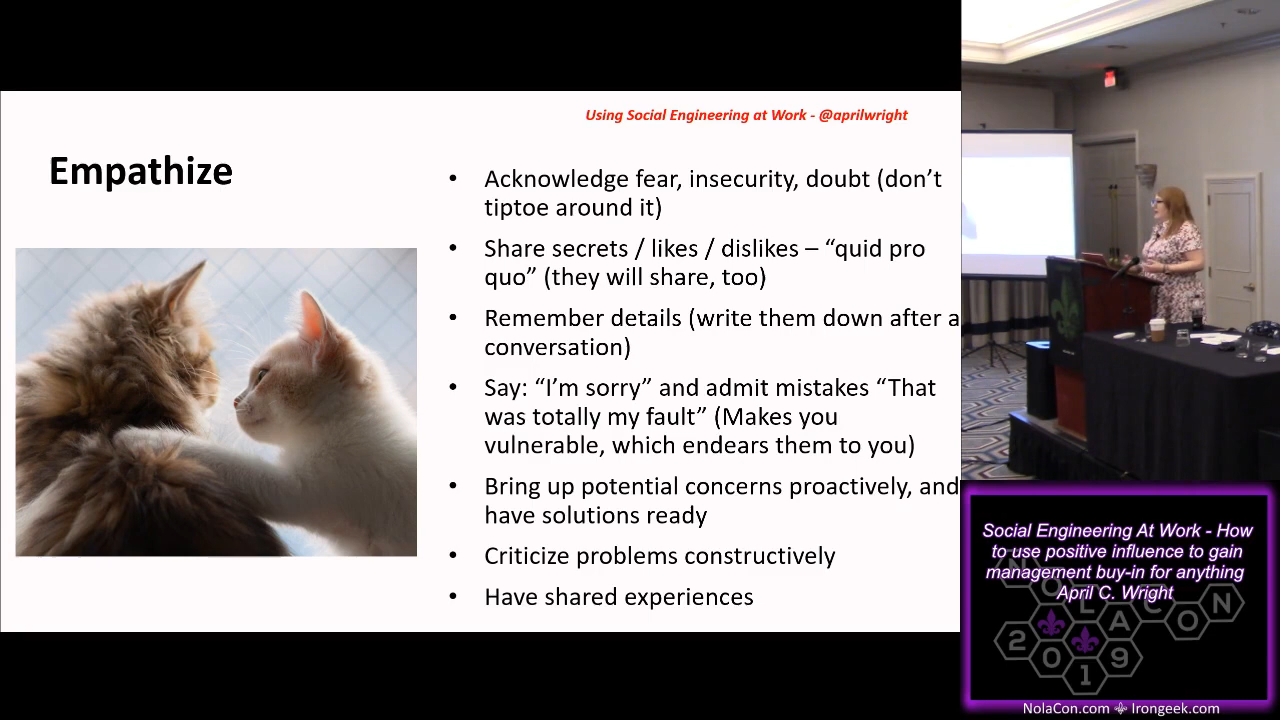 Using Social Engineering at Work - @aprilwright
Empathize
• Acknowledge fear, insecurity, doubt (don’t
tiptoe around it)
• Share secrets / likes / dislikes – “quid pro
quo” (they will share, too)
• Remember details (write them down after a
conversation)
• Say: “I’m sorry” and admit mistakes “That
was totally my fault” (Makes you
vulnerable, which endears them to you)
• Bring up potential concerns proactively, and
have solutions ready
• Criticize problems constructively
• Have shared experiences
Social Engineering At Work - How
to use positive influence to gain
management buy-in for anything
April C. Wright
NOLACON
2019
NolaCon.com ⚜ Irongeek.com